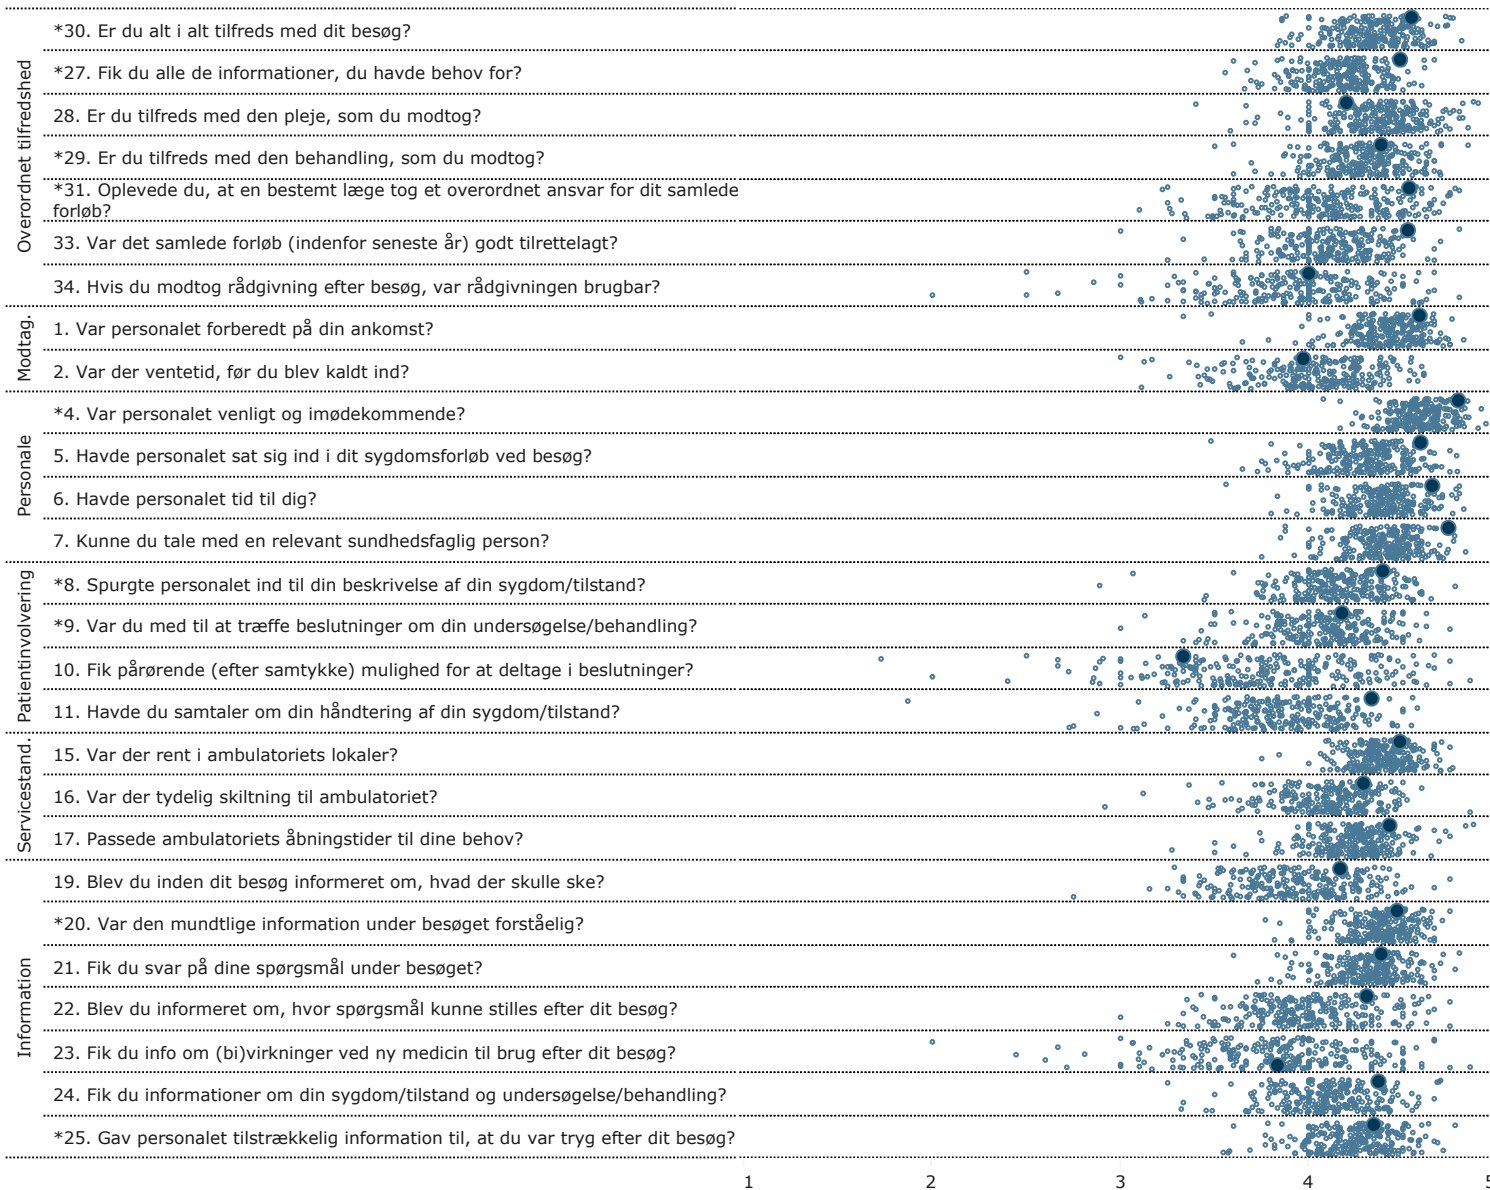 Overordnet tilfredshed
*30. Er du alt i alt tilfreds med dit besøg?
*27. Fik du alle de informationer, du havde behov for?
28. Er du tilfreds med den pleje, som du modtog?
*29. Er du tilfreds med den behandling, som du modtog?
*31. Oplevede du, at en bestemt læge tog et overordnet ansvar for dit samlede
forløb?
33. Var det samlede forløb (indenfor seneste år) godt tilrettelagt?
34. Hvis du modtog rådgivning efter besøg, var rådgivningen brugbar?
Modtag.
1. Var personalet forberedt på din ankomst?
2. Var der ventetid, før du blev kaldt ind?
Personale
*4. Var personalet venligt og imødekommende?
5. Havde personalet sat sig ind i dit sygdomsforløb ved besøg?
6. Havde personalet tid til dig?
7. Kunne du tale med en relevant sundhedsfaglig person?
Patientinvolvering
*8. Spurgte personalet ind til din beskrivelse af din sygdom/tilstand?
*9. Var du med til at træffe beslutninger om din undersøgelse/behandling?
10. Fik pårørende (efter samtykke) mulighed for at deltage i beslutninger?
11. Havde du samtaler om din håndtering af din sygdom/tilstand?
Servicestand.
15. Var der rent i ambulatoriets lokaler?
16. Var der tydelig skiltning til ambulatoriet?
17. Passede ambulatoriets åbningstider til dine behov?
Information
19. Blev du inden dit besøg informeret om, hvad der skulle ske?
*20. Var den mundtlige information under besøget forståelig?
21. Fik du svar på dine spørgsmål under besøget?
22. Blev du informeret om, hvor spørgsmål kunne stilles efter dit besøg?
23. Fik du info om (bi)virkninger ved ny medicin til brug efter dit besøg?
24. Fik du informationer om din sygdom/tilstand og undersøgelse/behandling?
*25. Gav personalet tilstrækkelig information til, at du var tryg efter dit besøg?
1 2 3 4 5